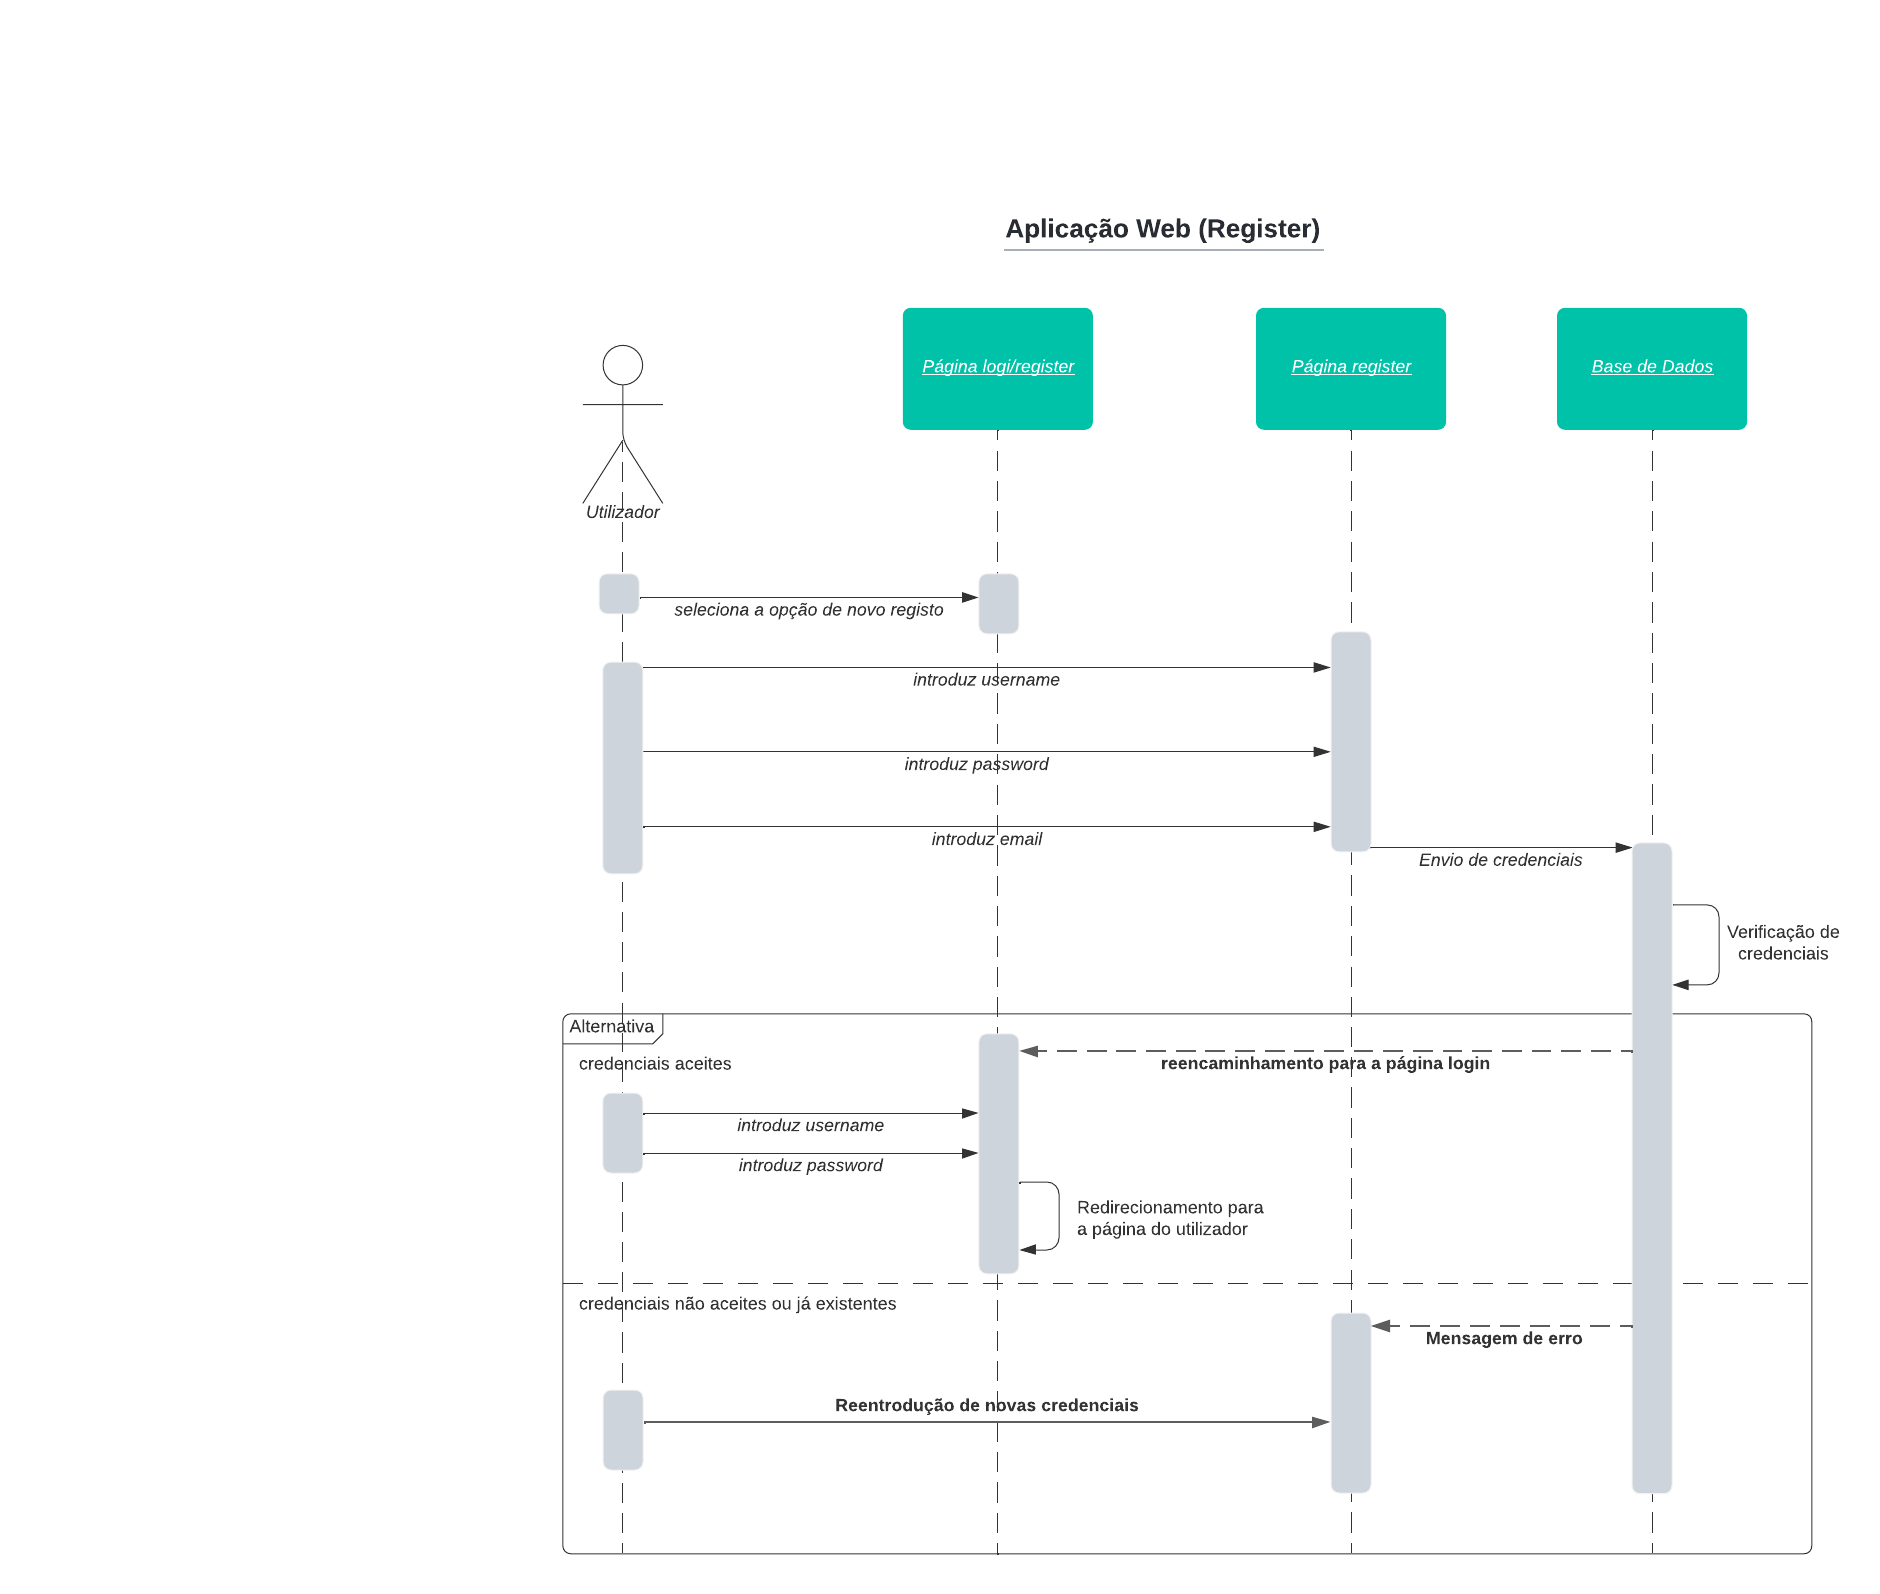 Aplicação Web (Register)
Página logi/register
Página register
Base de Dados
Utilizador
seleciona a opção de novo registo
introduz username
introduz password
introduz email
Envio de credenciais
Verificação de
credenciais
Alternativa
credenciais aceites
reencaminhamento para a página login
introduz username
introduz password
Redirecionamento para
a página do utilizador
credenciais não aceites ou já existentes
Mensagem de erro
Reentrodução de novas credenciais